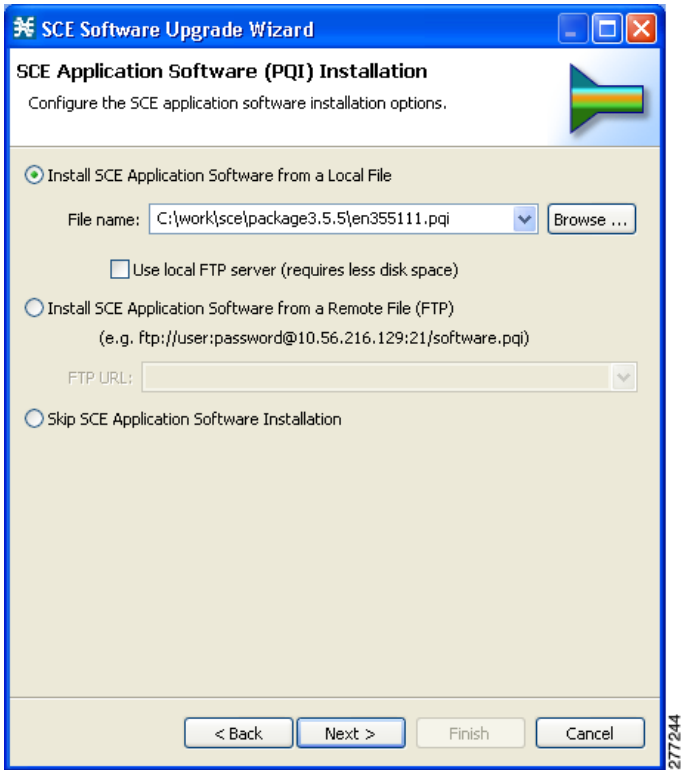 SCE Software Upgrade Wizard
SCE Application Software (PQI) Installation
Configure the SCE application software installation options.
Install SCE Application Software from a Local File
File name: C:\work\sce\package3.5.5\en355111.pqi Browse ...
Use local FTP server (requires less disk space)
Install SCE Application Software from a Remote File (FTP)
(e.g. ftp://user:password@10.56.216.129:21/software.pqi)
FTP URL:
Skip SCE Application Software Installation
< Back Next > Finish Cancel
277244